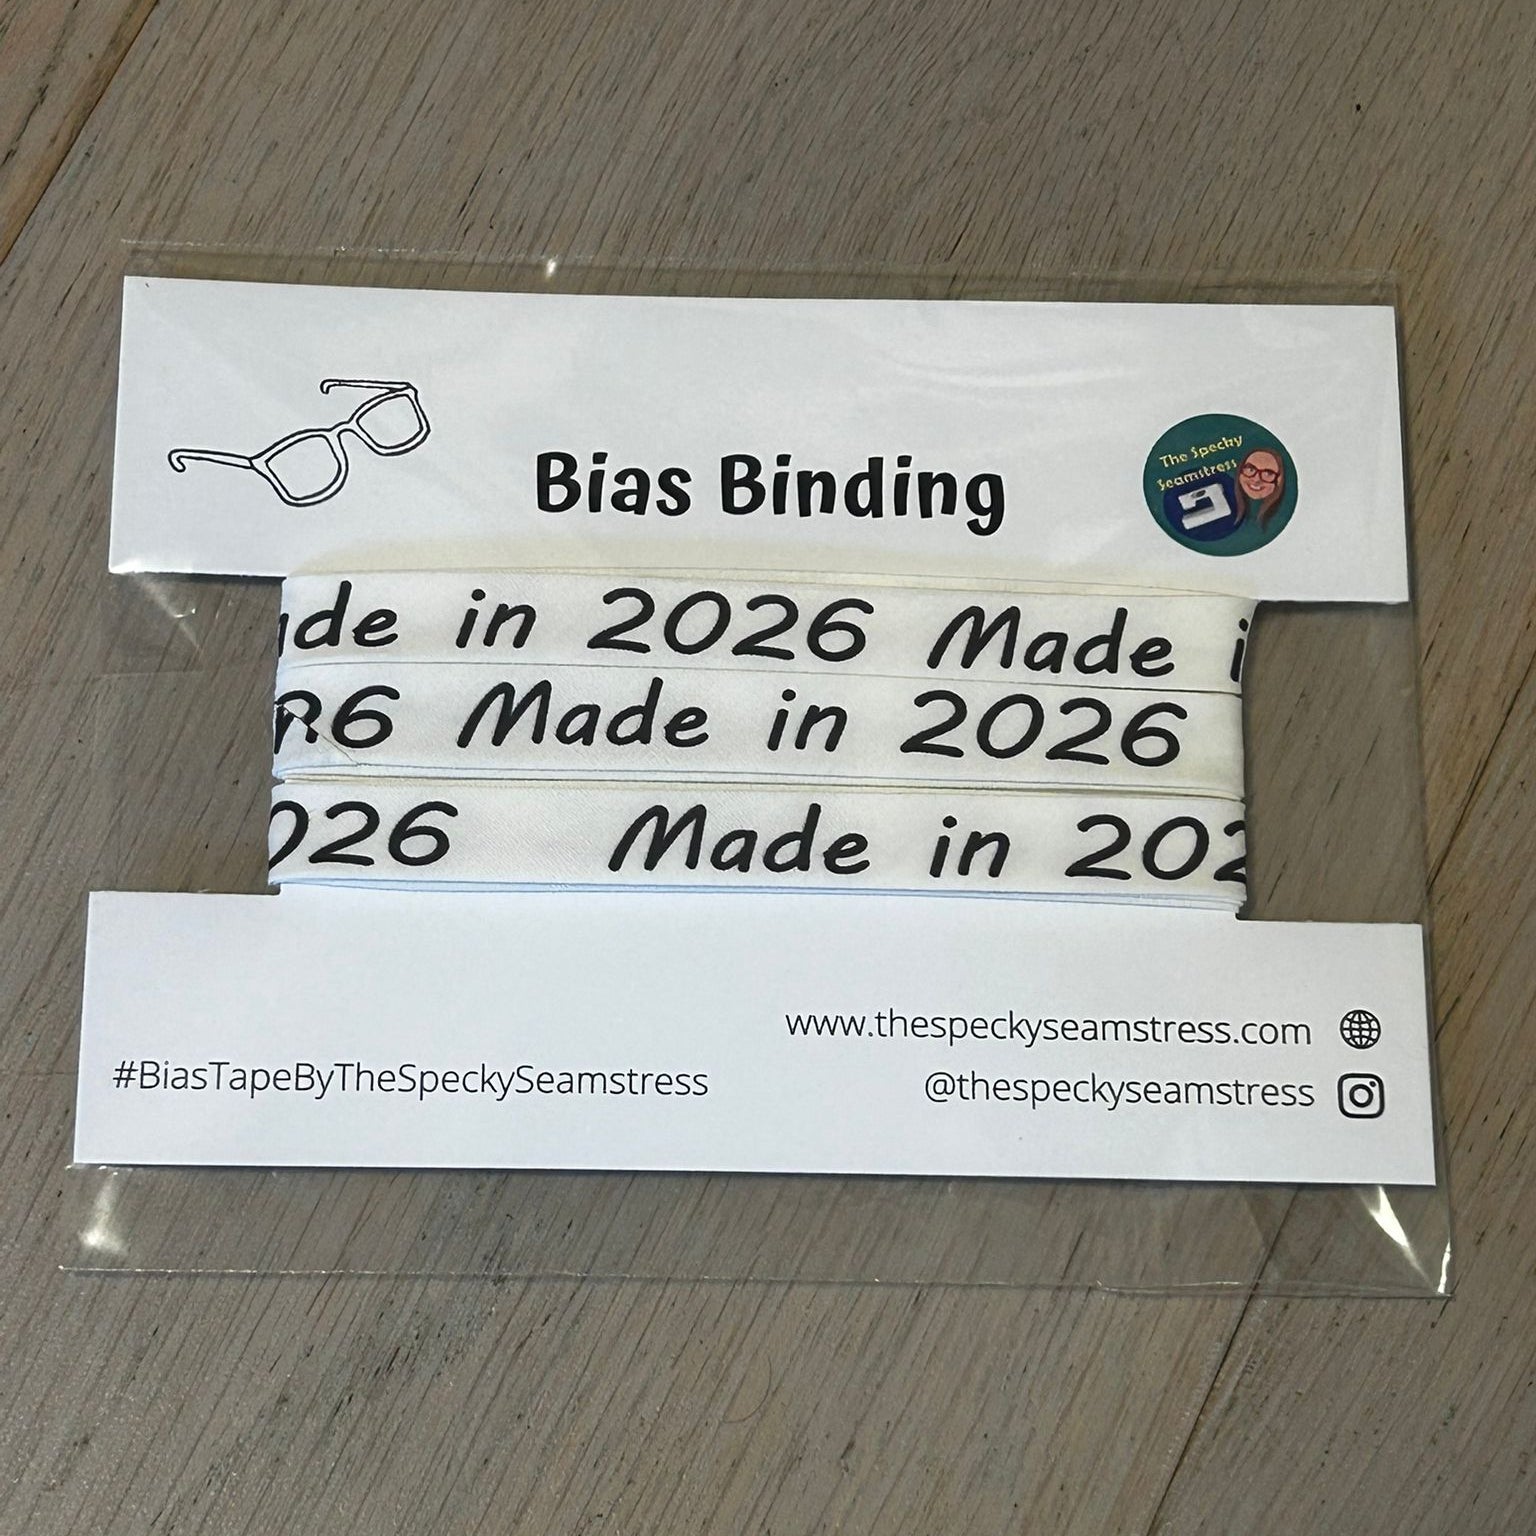 Bias Binding
The Specky
Seamstress
de in 2026 Made i
26 Made in 2026
026 Made in 202
www.thespeckyseamstress.com
#BiasTapeByTheSpeckySeamstress
@thespeckyseamstress